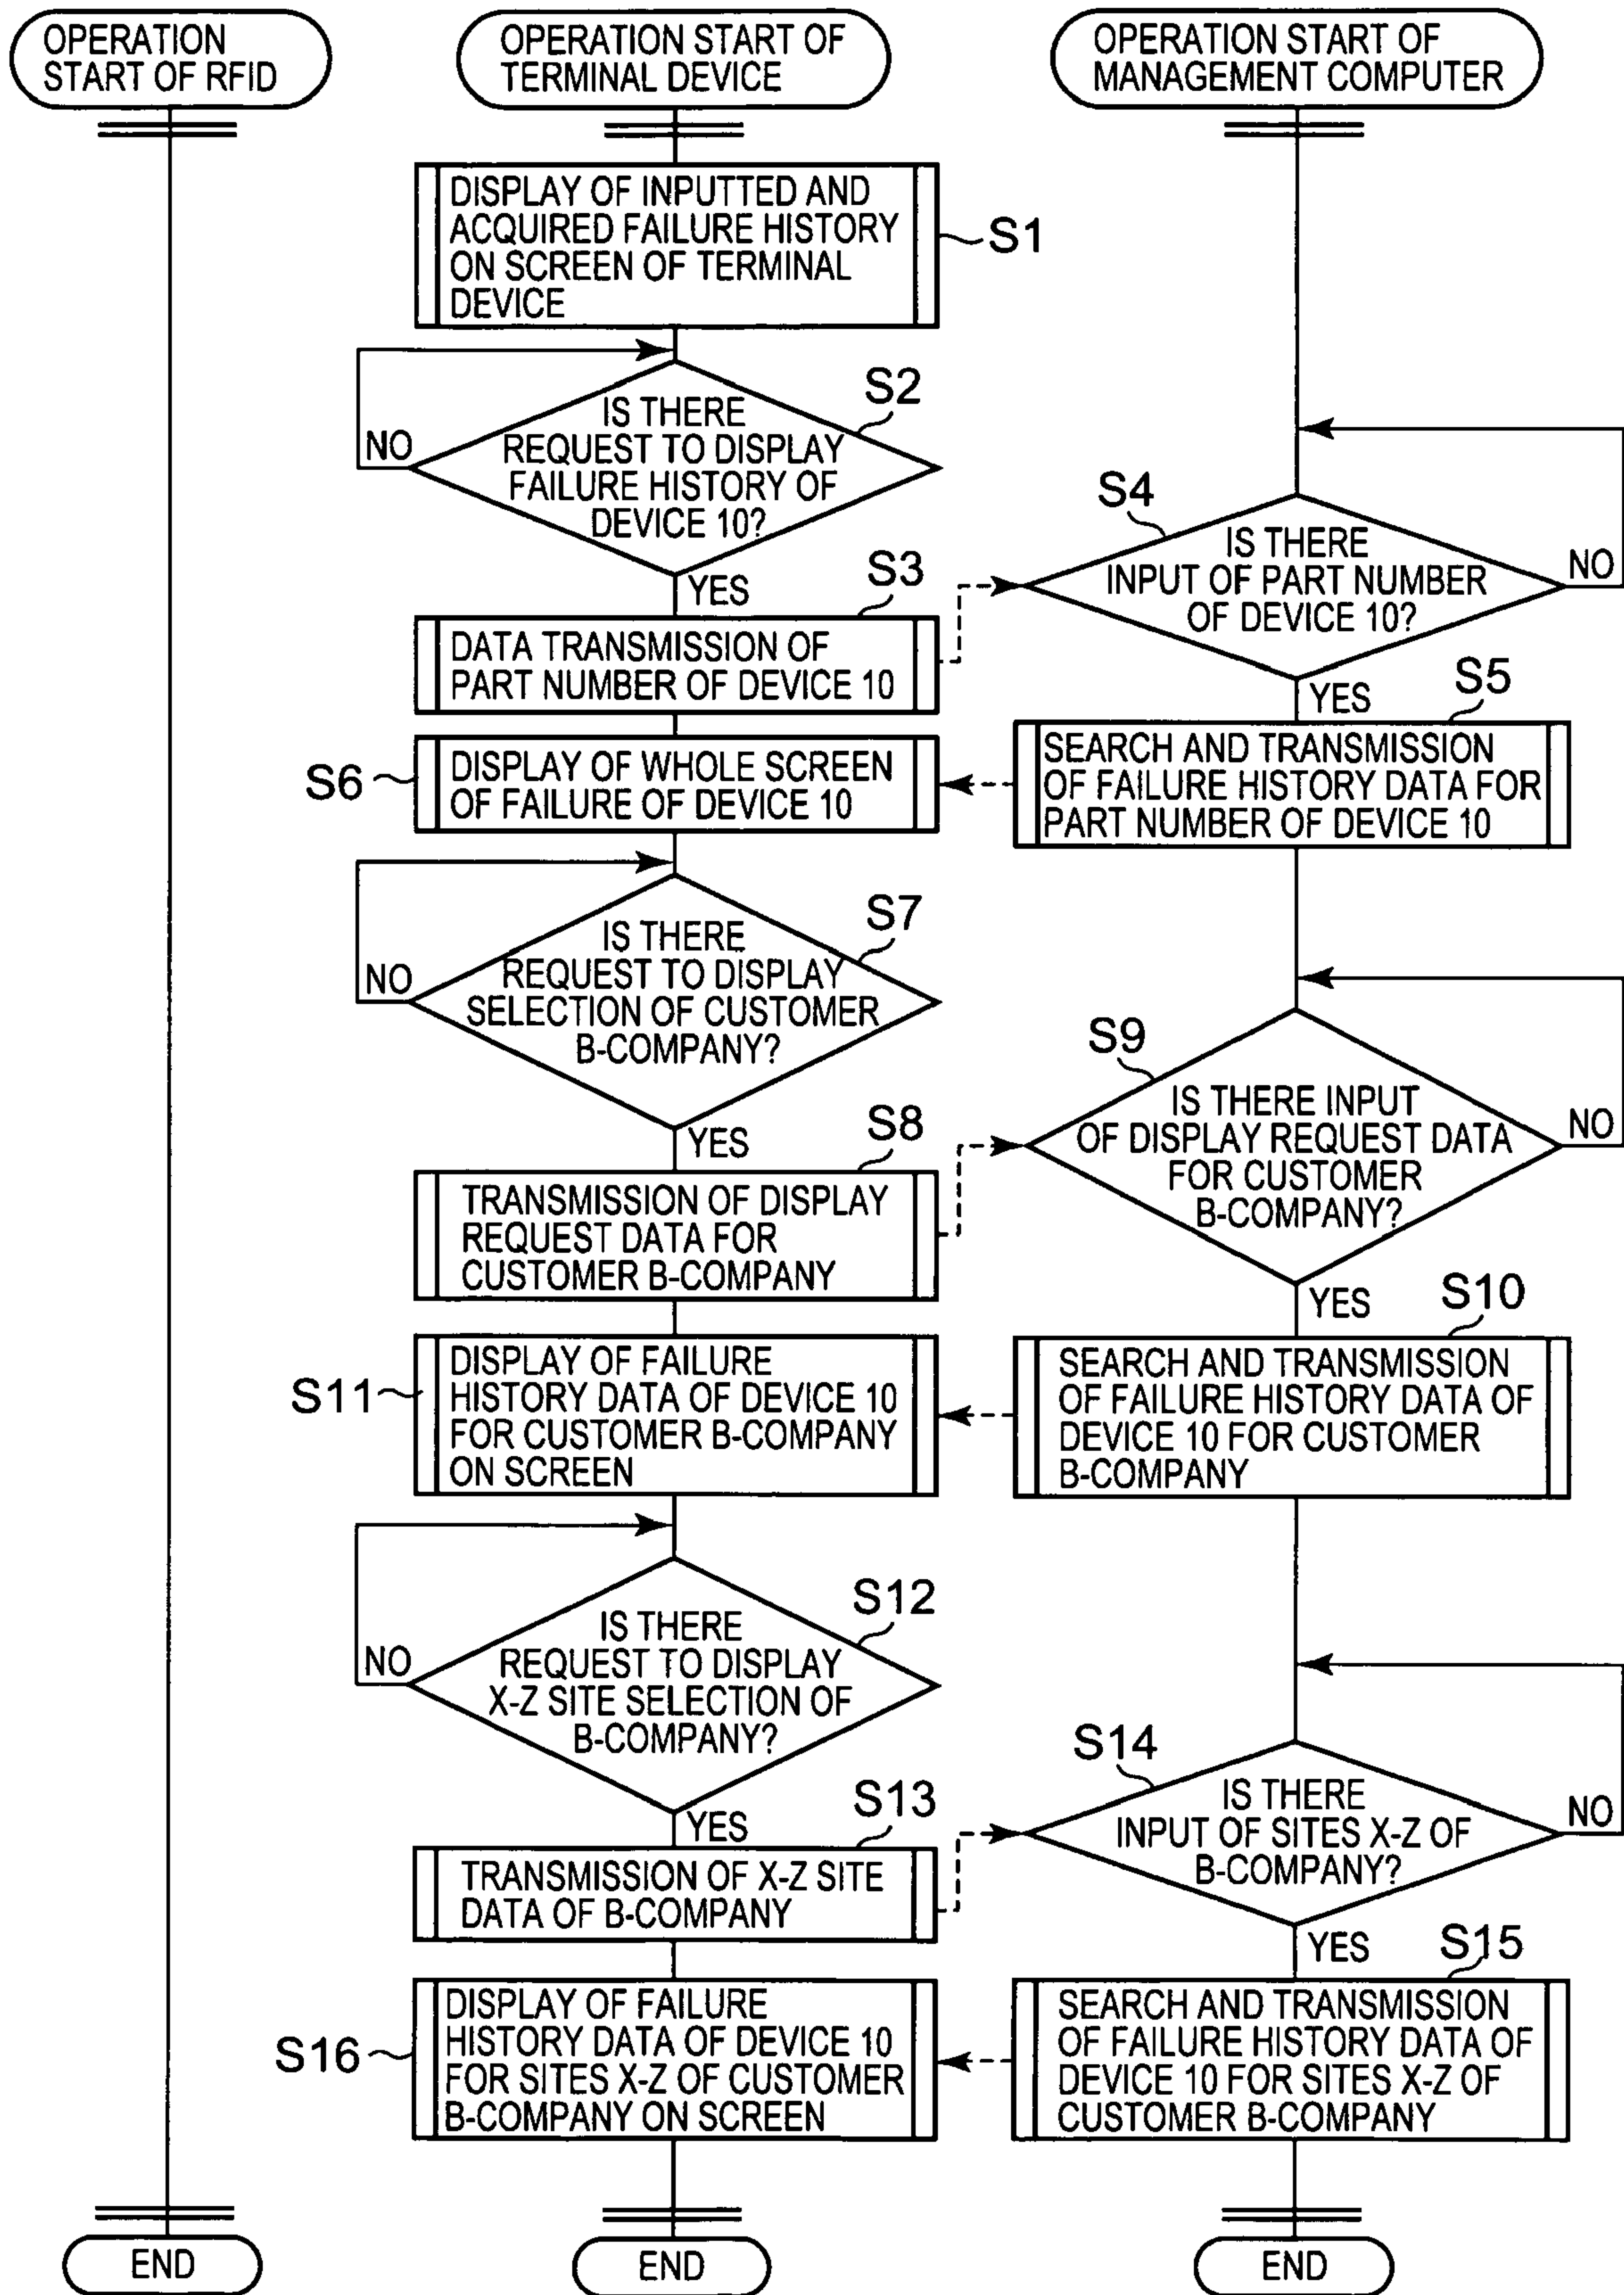 OPERATION
START OF RFID
OPERATION START OF
TERMINAL DEVICE
OPERATION START OF
MANAGEMENT COMPUTER
DISPLAY OF INPUTTED AND
ACQUIRED FAILURE HISTORY
ON SCREEN OF TERMINAL
DEVICE
S1
S2
IS THERE
REQUEST TO DISPLAY
FAILURE HISTORY OF
DEVICE 10?
NO
YES
S3
DATA TRANSMISSION OF
PART NUMBER OF DEVICE 10
S4
IS THERE
INPUT OF PART NUMBER
OF DEVICE 10?
NO
YES
S5
SEARCH AND TRANSMISSION
OF FAILURE HISTORY DATA FOR
PART NUMBER OF DEVICE 10
S6
DISPLAY OF WHOLE SCREEN
OF FAILURE OF DEVICE 10
S7
IS THERE
REQUEST TO DISPLAY
SELECTION OF CUSTOMER
B-COMPANY?
NO
YES
S8
TRANSMISSION OF DISPLAY
REQUEST DATA FOR
CUSTOMER B-COMPANY
S9
IS THERE INPUT
OF DISPLAY REQUEST DATA
FOR CUSTOMER
B-COMPANY?
NO
YES
S10
SEARCH AND TRANSMISSION
OF FAILURE HISTORY DATA OF
DEVICE 10 FOR CUSTOMER
B-COMPANY
S11
DISPLAY OF FAILURE
HISTORY DATA OF DEVICE 10
FOR CUSTOMER B-COMPANY
ON SCREEN
S12
IS THERE
REQUEST TO DISPLAY
X-Z SITE SELECTION OF
B-COMPANY?
NO
YES
S13
TRANSMISSION OF X-Z SITE
DATA OF B-COMPANY
S14
IS THERE
INPUT OF SITES X-Z OF
B-COMPANY?
NO
YES
S15
SEARCH AND TRANSMISSION
OF FAILURE HISTORY DATA OF
DEVICE 10 FOR SITES X-Z OF
CUSTOMER B-COMPANY
S16
DISPLAY OF FAILURE
HISTORY DATA OF DEVICE 10
FOR SITES X-Z OF CUSTOMER
B-COMPANY ON SCREEN
END
END
END